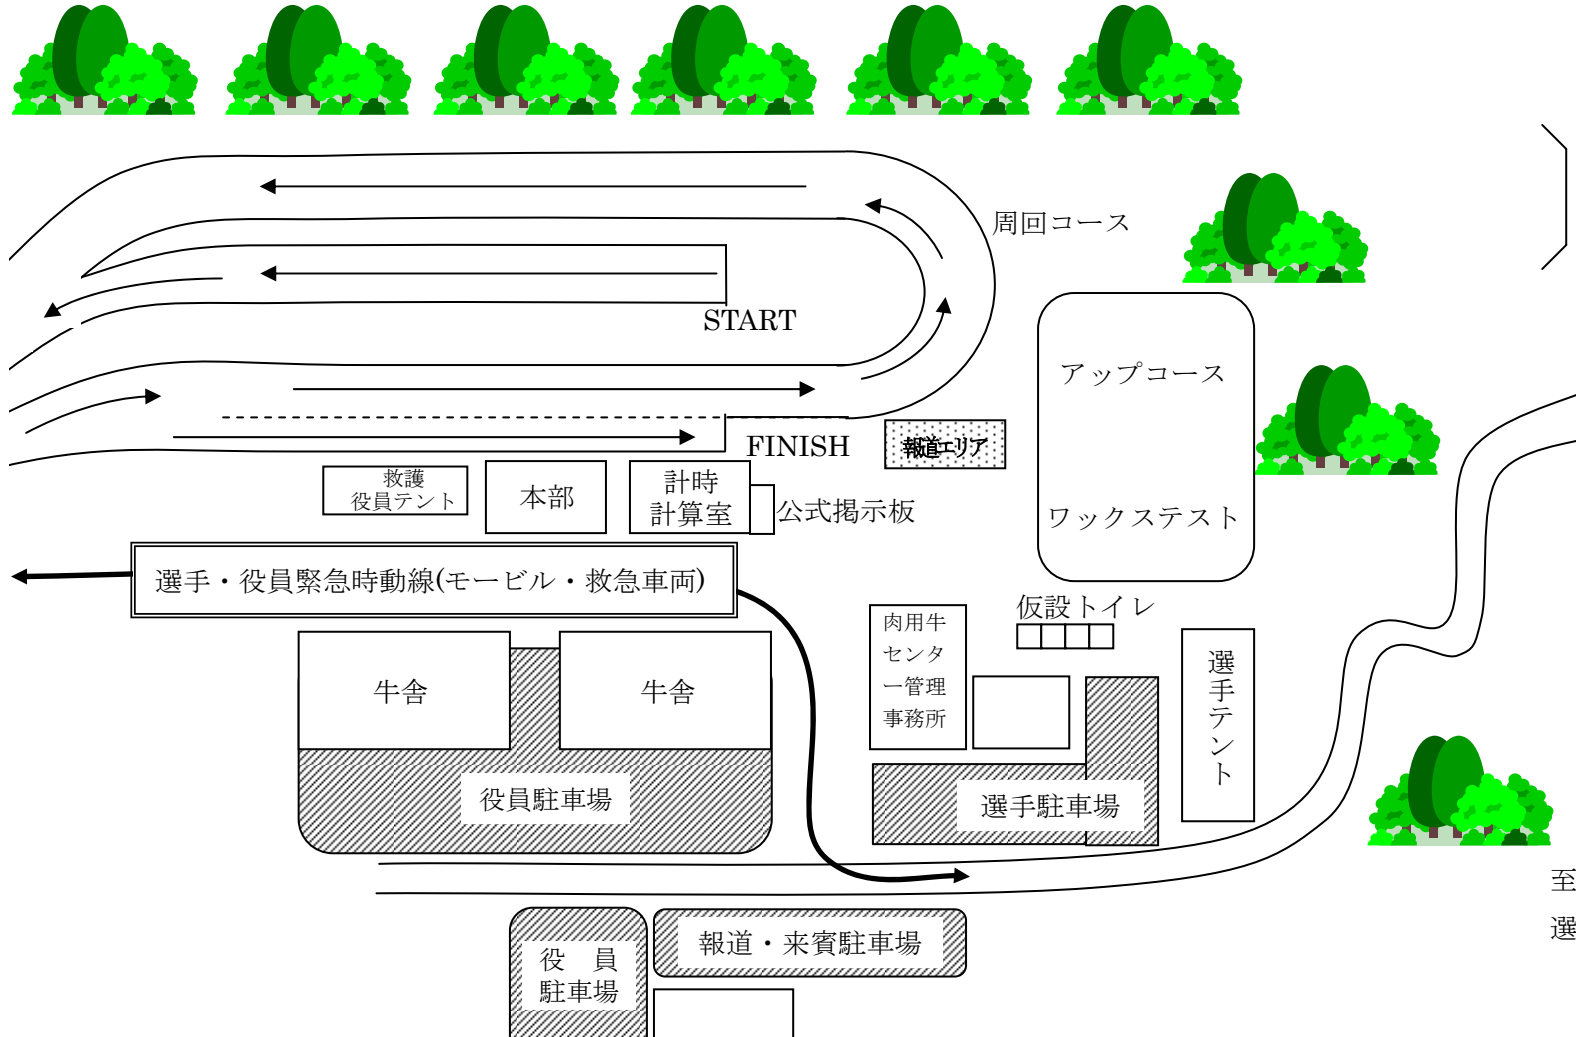 周回コース
START
アップコース
FINISH
報道エリア
救護
役員テント
本部
計時
計算室
公式掲示板
ワックステスト
選手・役員緊急時動線(モービル・救急車両)
仮設トイレ
肉用牛
センタ
ー管理
事務所
選手テント
牛舎
牛舎
役員駐車場
選手駐車場
至
選
報道・来賓駐車場
役　員
駐車場